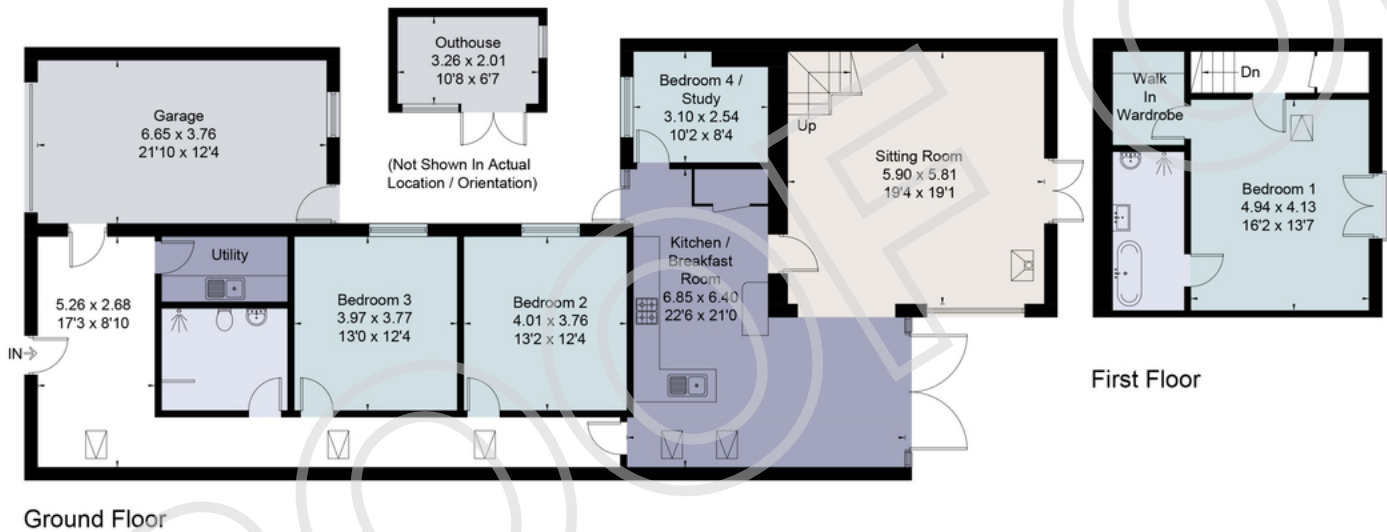 Outhouse
3.26 x 2.01
10'8 x 6'7
(Not Shown In Actual
Location / Orientation)
Garage
6.65 x 3.76
21'10 x 12'4
Bedroom 4 /
Study
3.10 x 2.54
10'2 x 8'4
Up
Sitting Room
5.90 x 5.81
19'4 x 19'1
Utility
Kitchen /
Breakfast
Room
6.85 x 6.40
22'6 x 21'0
5.26 x 2.68
17'3 x 8'10
IN
Bedroom 3
3.97 x 3.77
13'0 x 12'4
Bedroom 2
4.01 x 3.76
13'2 x 12'4
Ground Floor
Walk
In
Wardrobe
Dn
Bedroom 1
4.94 x 4.13
16'2 x 13'7
First Floor
PROOF